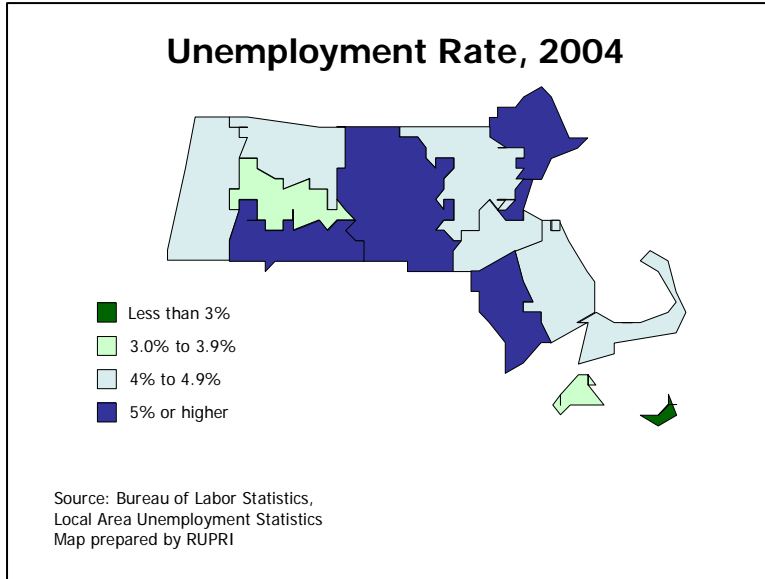 Unemployment Rate, 2004
Less than 3%
3.0% to 3.9%
4% to 4.9%
5% or higher
Source: Bureau of Labor Statistics,
Local Area Unemployment Statistics
Map prepared by RUPRI